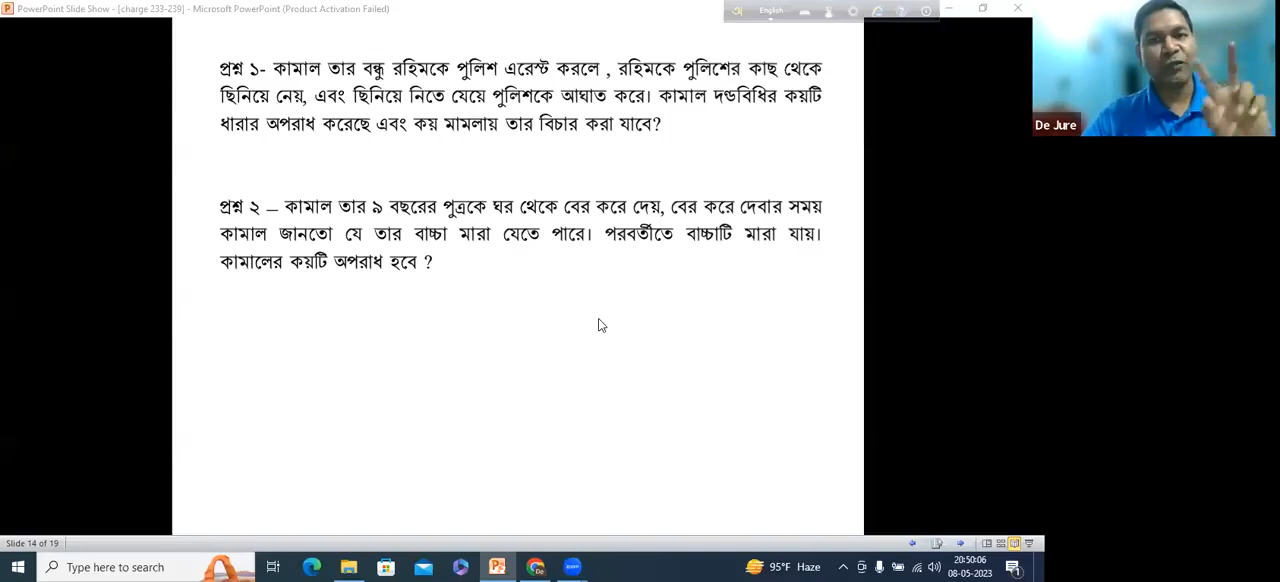 PowerPoint Slide Show - [charge 233-239] - Microsoft PowerPoint (Product Activation Failed)
English
প্রশ্ন ১- কামাল তার বন্ধু রহিমকে পুলিশ এরেস্ট করলে , রহিমকে পুলিশের কাছ থেকে
ছিনিয়ে নেয়, এবং ছিনিয়ে নিতে যেয়ে পুলিশকে আঘাত করে। কামাল দন্ডবিধির কয়টি
ধারার অপরাধ করেছে এবং কয় মামলায় তার বিচার করা যাবে?
De Jure
প্রশ্ন ২ – কামাল তার ৯ বছরের পুত্রকে ঘর থেকে বের করে দেয়, বের করে দেবার সময়
কামাল জানতো যে তার বাচ্চা মারা যেতে পারে। পরবর্তীতে বাচ্চাটি মারা যায়।
কামালের কয়টি অপরাধ হবে ?
Slide 14 of 19
Type here to search
95°F Haze
20:50:06
08-05-2023